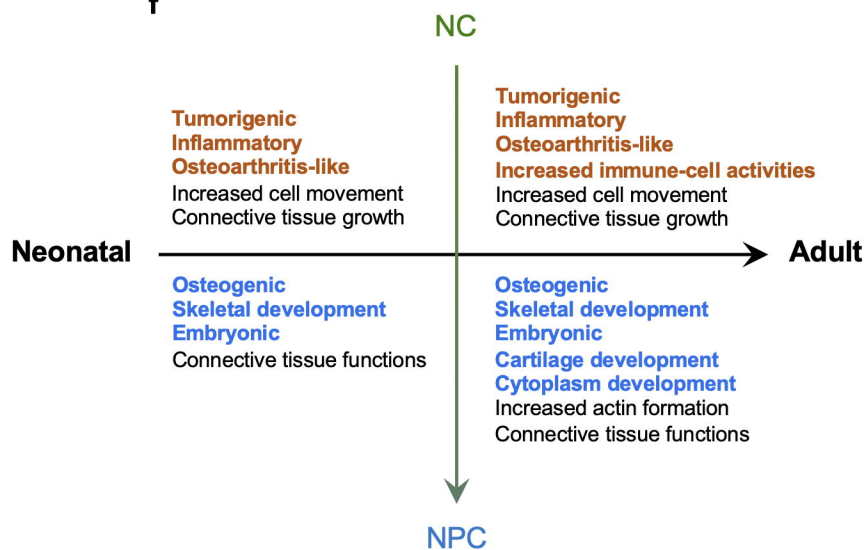 f
NC
Tumorigenic
Inflammatory
Osteoarthritis-like
Increased cell movement
Connective tissue growth
Tumorigenic
Inflammatory
Osteoarthritis-like
Increased immune-cell activities
Increased cell movement
Connective tissue growth
Neonatal
Adult
Osteogenic
Skeletal development
Embryonic
Connective tissue functions
Osteogenic
Skeletal development
Embryonic
Cartilage development
Cytoplasm development
Increased actin formation
Connective tissue functions
NPC